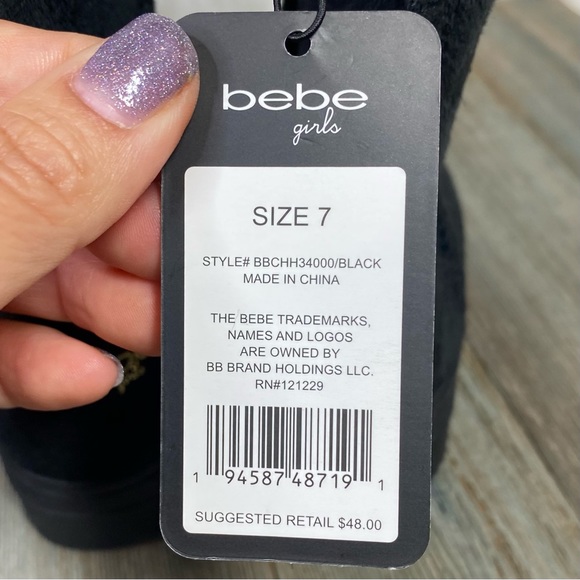 bebe
girls
SIZE 7
STYLE# BBCHH34000/BLACK
MADE IN CHINA
THE BEBE TRADEMARKS,
NAMES AND LOGOS
ARE OWNED BY
BB BRAND HOLDINGS LLC.
RN#121229
1 94587 48719 1
SUGGESTED RETAIL $48.00